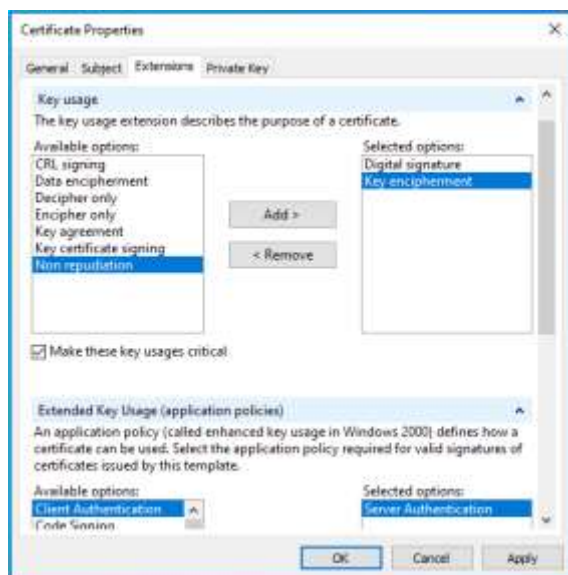 Certificate Properties
General Subject Extensions Private Key
Key usage
The key usage extension describes the purpose of a certificate.
Available options: Selected options:
CRL signing Digital signature
Data encipherment Key encipherment
Decipher only
Encipher only Add >
Key agreement
Key certificate signing < Remove
Non repudiation
Make these key usages critical
Extended Key Usage (application policies)
An application policy (called enhanced key usage in Windows 2000) defines how a
certificate can be used. Select the application policy required for valid signatures of
certificates issued by this template.
Available options: Selected options:
Client Authentication Server Authentication
Code Signing
OK Cancel Apply